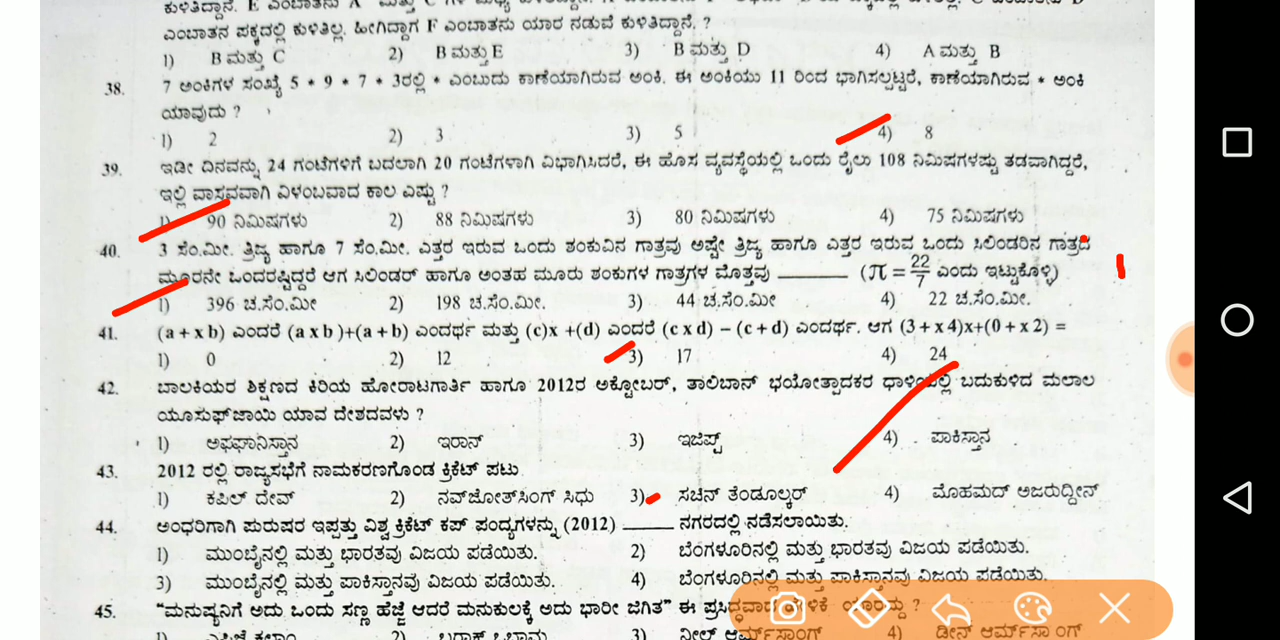 ಎಂಬಾತನ ಪಕ್ಕದಲ್ಲಿ ಕುಳಿತಿಲ್ಲ. ಹೀಗಿದ್ದಾಗ F ಎಂಬಾತನು ಯಾರ ನಡುವೆ ಕುಳಿತಿದ್ದಾನೆ. ?
1) B ಮತ್ತು C 2) B ಮತ್ತು E 3) B ಮತ್ತು D 4) A ಮತ್ತು B
38. 7 ಅಂಕಿಗಳ ಸಂಖ್ಯೆ 5 * 9 * 7 * 3ರಲ್ಲಿ * ಎಂಬುದು ಕಾಣೆಯಾಗಿರುವ ಅಂಕಿ. ಈ ಅಂಕಿಯು 11 ರಿಂದ ಭಾಗಿಸಲ್ಪಟ್ಟರೆ, ಕಾಣೆಯಾಗಿರುವ * ಅಂಕಿ
ಯಾವುದು ?
1) 2 2) 3 3) 5 4) 8
39. ಇಡೀ ದಿನವನ್ನು 24 ಗಂಟೆಗಳಿಗೆ ಬದಲಾಗಿ 20 ಗಂಟೆಗಳಾಗಿ ವಿಭಾಗಿಸಿದರೆ, ಈ ಹೊಸ ವ್ಯವಸ್ಥೆಯಲ್ಲಿ ಒಂದು ರೈಲು 108 ನಿಮಿಷಗಳಷ್ಟು ತಡವಾಗಿದ್ದರೆ,
ಇಲ್ಲಿ ವಾಸ್ತವವಾಗಿ ವಿಳಂಬವಾದ ಕಾಲ ಎಷ್ಟು ?
1) 90 ನಿಮಿಷಗಳು 2) 88 ನಿಮಿಷಗಳು 3) 80 ನಿಮಿಷಗಳು 4) 75 ನಿಮಿಷಗಳು
40. 3 ಸೆಂ.ಮೀ. ತ್ರಿಜ್ಯ ಹಾಗೂ 7 ಸೆಂ.ಮೀ. ಎತ್ತರ ಇರುವ ಒಂದು ಶಂಕುವಿನ ಗಾತ್ರವು ಅಷ್ಟೇ ತ್ರಿಜ್ಯ ಹಾಗೂ ಎತ್ತರ ಇರುವ ಒಂದು ಸಿಲಿಂಡರಿನ ಗಾತ್ರದ
ಮೂರನೇ ಒಂದರಷ್ಟಿದ್ದರೆ ಆಗ ಸಿಲಿಂಡರ್ ಹಾಗೂ ಅಂತಹ ಮೂರು ಶಂಕುಗಳ ಗಾತ್ರಗಳ ಮೊತ್ತವು ______ (π = 22/7 ಎಂದು ಇಟ್ಟುಕೊಳ್ಳಿ)
1) 396 ಚ.ಸೆಂ.ಮೀ 2) 198 ಚ.ಸೆಂ.ಮೀ. 3) 44 ಚ.ಸೆಂ.ಮೀ 4) 22 ಚ.ಸೆಂ.ಮೀ.
41. (a + x b) ಎಂದರೆ (a x b )+(a + b) ಎಂದರ್ಥ ಮತ್ತು (c)x +(d) ಎಂದರೆ (c x d) – (c + d) ಎಂದರ್ಥ. ಆಗ (3 + x 4)x+(0 + x 2) =
1) 0 2) 12 3) 17 4) 24
42. ಬಾಲಕಿಯರ ಶಿಕ್ಷಣದ ಕಿರಿಯ ಹೋರಾಟಗಾರ್ತಿ ಹಾಗೂ 2012ರ ಅಕ್ಟೋಬರ್, ತಾಲಿಬಾನ್ ಭಯೋತ್ಪಾದಕರ ಧಾಳಿಯಲ್ಲಿ ಬದುಕುಳಿದ ಮಲಾಲ
ಯೂಸುಫ್‌ಜಾಯಿ ಯಾವ ದೇಶದವಳು ?
1) ಅಫಘಾನಿಸ್ತಾನ 2) ಇರಾನ್ 3) ಇಜಿಪ್ಟ್ 4) ಪಾಕಿಸ್ತಾನ
43. 2012 ರಲ್ಲಿ ರಾಜ್ಯಸಭೆಗೆ ನಾಮಕರಣಗೊಂಡ ಕ್ರಿಕೆಟ್ ಪಟು
1) ಕಪಿಲ್ ದೇವ್ 2) ನವ್‌ಜೋತ್‌ಸಿಂಗ್ ಸಿಧು 3) ಸಚಿನ್ ತೆಂಡೂಲ್ಕರ್ 4) ಮೊಹಮದ್ ಅಜರುದ್ದೀನ್
44. ಅಂಧರಿಗಾಗಿ ಪುರುಷರ ಇಪ್ಪತ್ತು ವಿಶ್ವ ಕ್ರಿಕೆಟ್ ಕಪ್ ಪಂದ್ಯಗಳನ್ನು (2012) ______ ನಗರದಲ್ಲಿ ನಡೆಸಲಾಯಿತು.
1) ಮುಂಬೈನಲ್ಲಿ ಮತ್ತು ಭಾರತವು ವಿಜಯ ಪಡೆಯಿತು. 2) ಬೆಂಗಳೂರಿನಲ್ಲಿ ಮತ್ತು ಭಾರತವು ವಿಜಯ ಪಡೆಯಿತು.
3) ಮುಂಬೈನಲ್ಲಿ ಮತ್ತು ಪಾಕಿಸ್ತಾನವು ವಿಜಯ ಪಡೆಯಿತು. 4) ಬೆಂಗಳೂರಿನಲ್ಲಿ ಮತ್ತು ಪಾಕಿಸ್ತಾನವು ವಿಜಯ ಪಡೆಯಿತು.
45. “ಮನುಷ್ಯನಿಗೆ ಅದು ಒಂದು ಸಣ್ಣ ಹೆಜ್ಜೆ ಆದರೆ ಮನುಕುಲಕ್ಕೆ ಅದು ಭಾರೀ ಜಿಗಿತ” ಈ ಪ್ರಸಿದ್ಧವಾದ ?